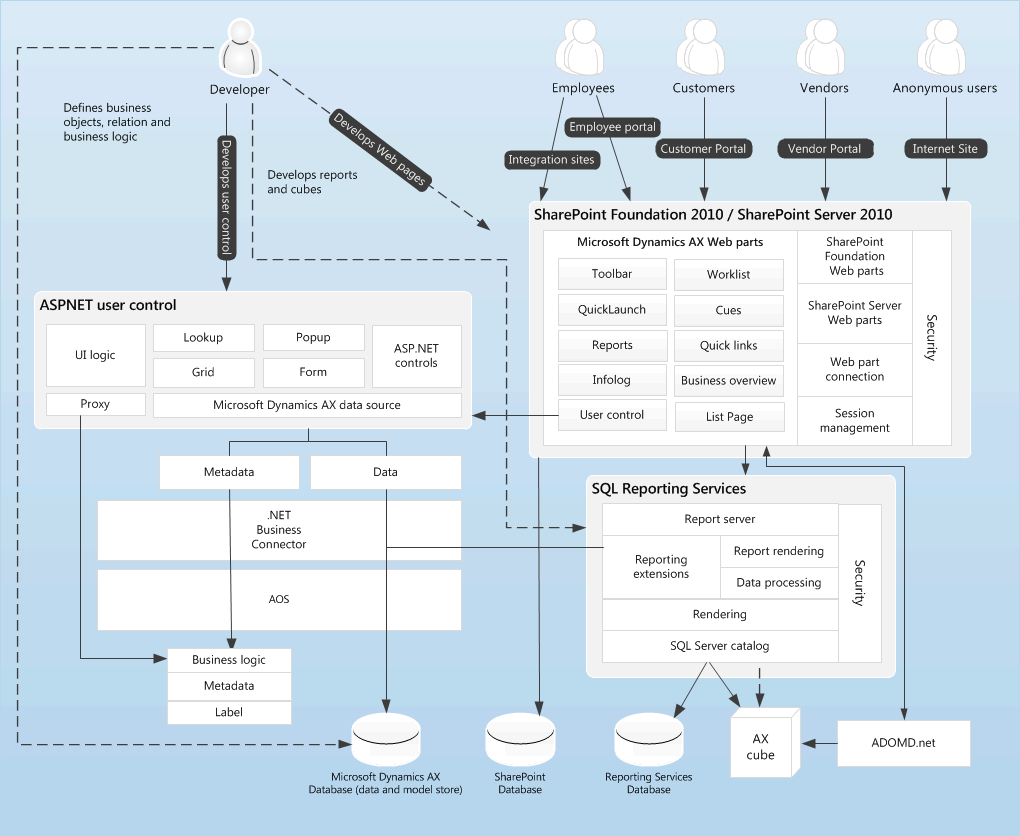 Developer
Employees
Customers
Vendors
Anonymous users
Defines business
objects, relation and
business logic
Develops user control
Develops reports
and cubes
Develops Web pages
Employee portal
Integration sites
Customer Portal
Vendor Portal
Internet Site
SharePoint Foundation 2010 / SharePoint Server 2010
Microsoft Dynamics AX Web parts
Toolbar
Worklist
QuickLaunch
Cues
Reports
Quick links
Infolog
Business overview
User control
List Page
SharePoint
Foundation
Web parts
SharePoint Server
Web parts
Web part
connection
Session
management
Security
ASPNET user control
UI logic
Lookup
Popup
Grid
Form
ASP.NET
controls
Proxy
Microsoft Dynamics AX data source
Metadata
Data
.NET
Business
Connector
AOS
Business logic
Metadata
Label
SQL Reporting Services
Report server
Reporting
extensions
Report rendering
Data processing
Rendering
SQL Server catalog
Security
Microsoft Dynamics AX
Database (data and model store)
SharePoint
Database
Reporting Services
Database
AX
cube
ADOMD.net